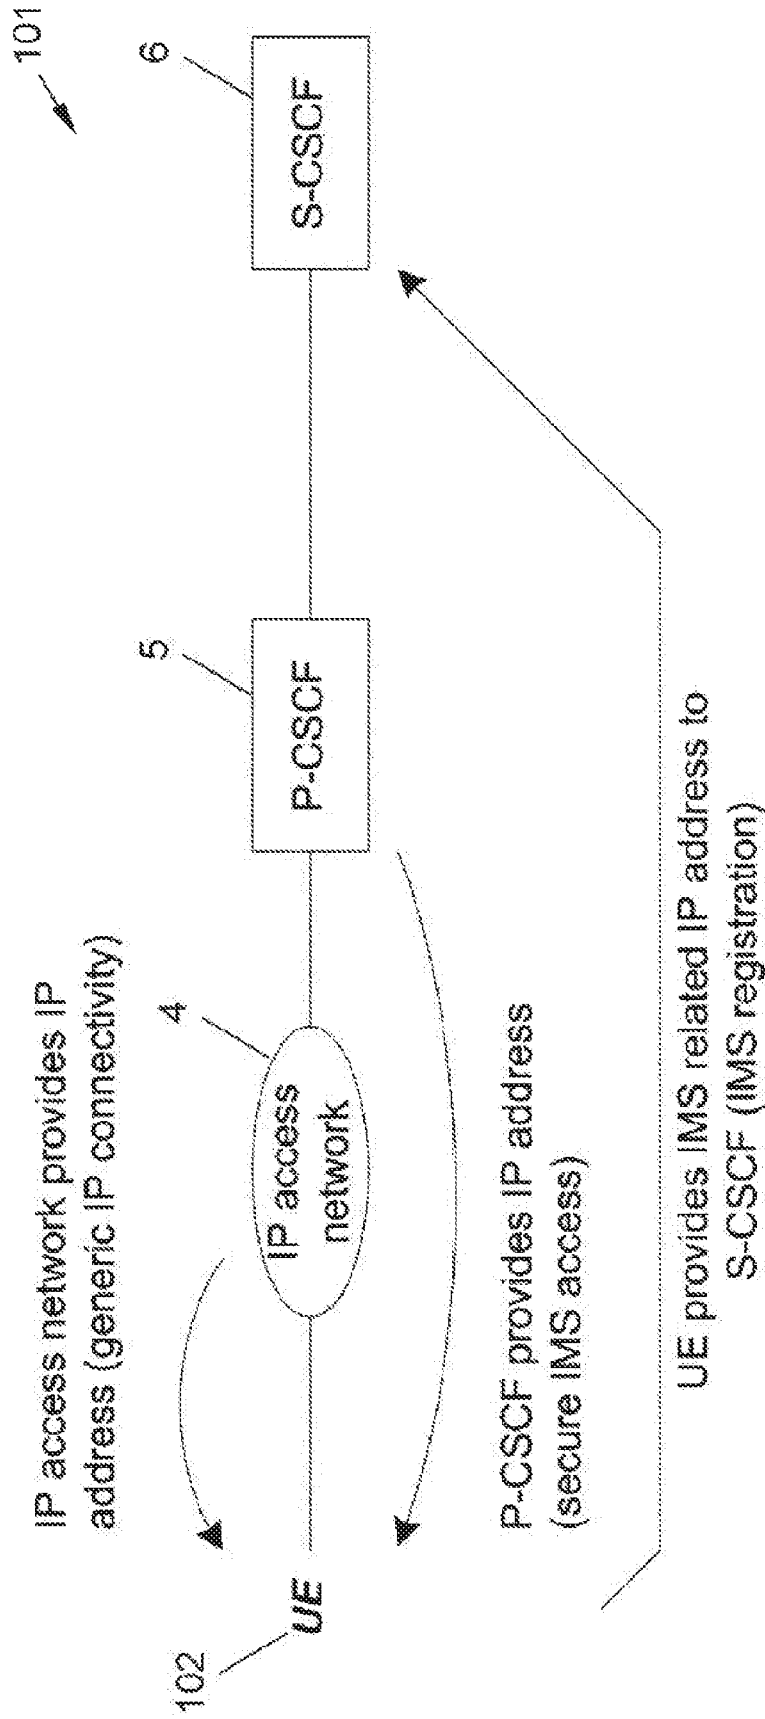 101
IP access network provides IP
address (generic IP connectivity)
4
5
6
102
UE
IP access
network
P-CSCF
S-CSCF
P-CSCF provides IP address
(secure IMS access)
UE provides IMS related IP address to
S-CSCF (IMS registration)